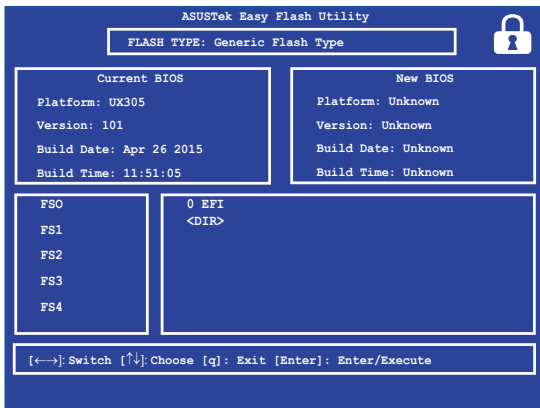 ASUSTek Easy Flash Utility
FLASH TYPE: Generic Flash Type
Current BIOS
Platform: UX305
Version: 101
Build Date: Apr 26 2015
Build Time: 11:51:05
New BIOS
Platform: Unknown
Version: Unknown
Build Date: Unknown
Build Time: Unknown
FSO
FS1
FS2
FS3
FS4
0 EFI
<DIR>
[←→]: Switch [↑↓]: Choose [q]: Exit [Enter]: Enter/Execute